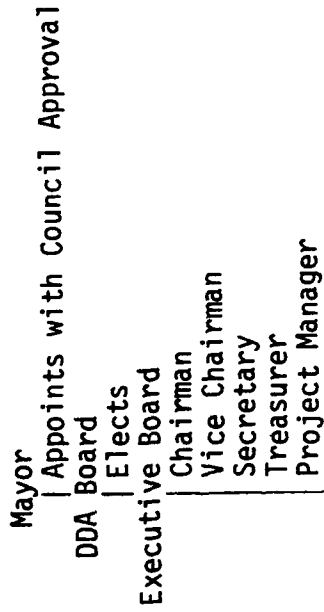 Mayor
Appoints with Council Approval
DDA Board
Elects
Executive Board
Chairman
Vice Chairman
Secretary
Treasurer
Project Manager